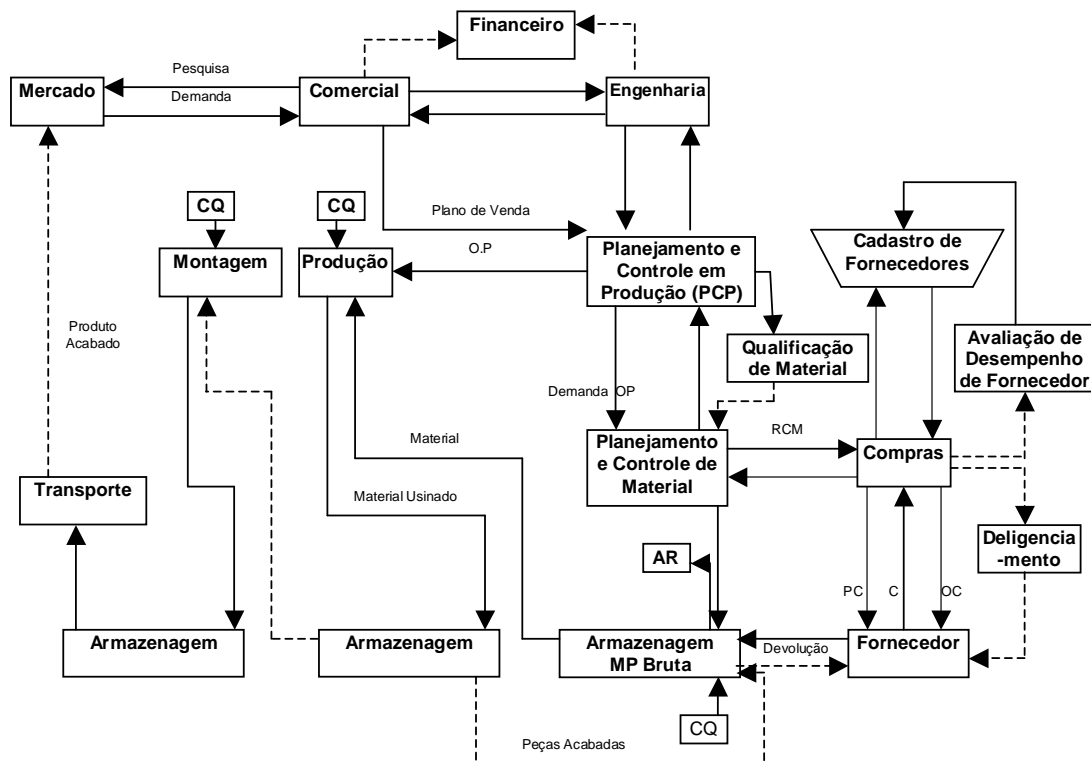 Financeiro
Pesquisa
Mercado
Comercial
Engenharia
Demanda
CQ
CQ
Plano de Venda
Montagem
Produção
O.P
Planejamento e
Controle em
Produção (PCP)
Cadastro de
Fornecedores
Produto
Acabado
Qualificação
de Material
Avaliação de
Desempenho
de Fornecedor
Demanda OP
Material
Planejamento
e Controle de
Material
RCM
Compras
Transporte
Material Usinado
Deligencia
-mento
AR
PC
C
OC
Armazenagem
Armazenagem
Armazenagem
MP Bruta
Devolução
Fornecedor
CQ
Peças Acabadas